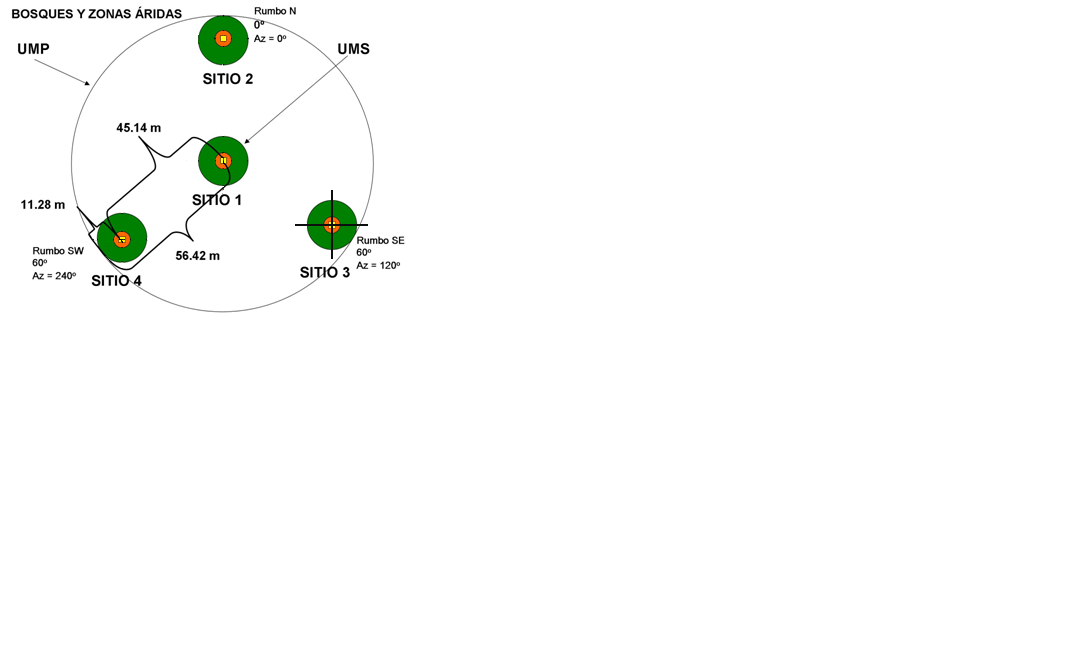 BOSQUES Y ZONAS ÁRIDAS
Rumbo N
0º
Az = 0º
UMP
UMS
SITIO 2
45.14 m
SITIO 1
11.28 m
Rumbo SW
60º
Az = 240º
SITIO 4
56.42 m
Rumbo SE
60º
Az = 120º
SITIO 3